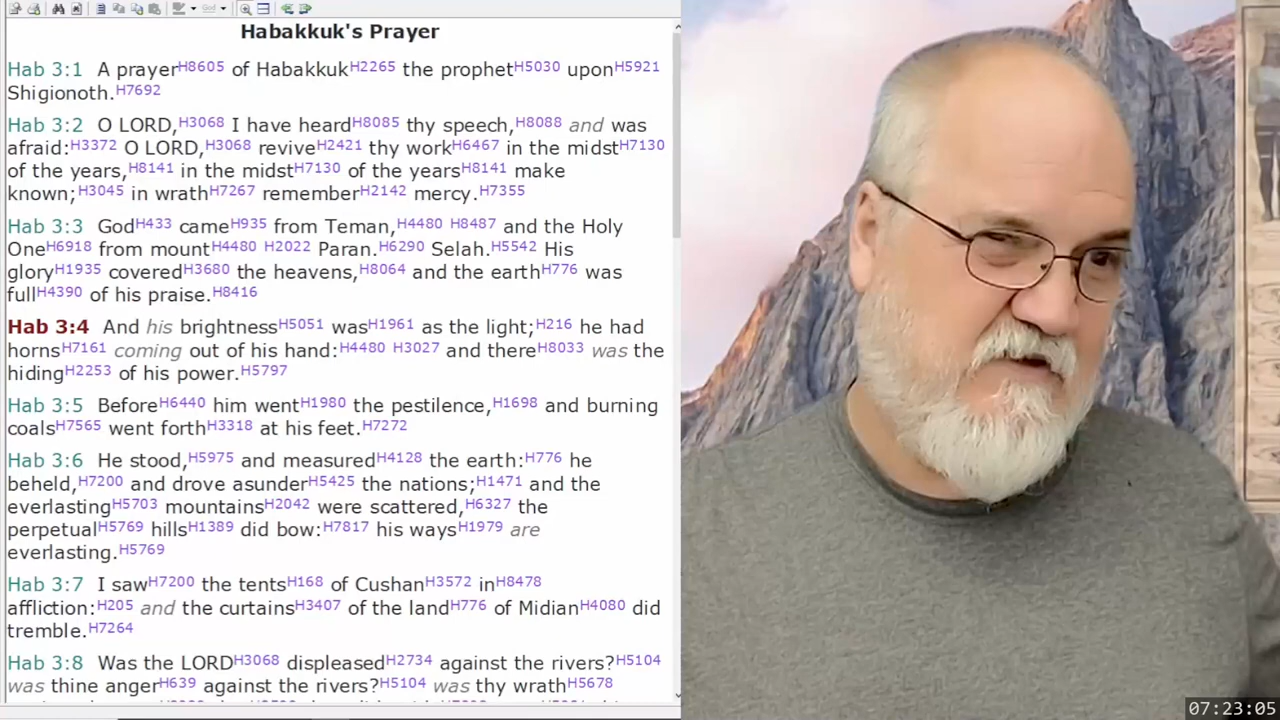 Habakkuk's Prayer
Hab 3:1 A prayerH8605 of HabakkukH2265 the prophetH5030 uponH5921
Shigionoth.H7692
Hab 3:2 O LORD,H3068 I have heardH8085 thy speech,H8088 and was
afraid:H3372 O LORD,H3068 reviveH2421 thy workH6467 in the midstH7130
of the years,H8141 in the midstH7130 of the yearsH8141 make
known;H3045 in wrathH7267 rememberH2142 mercy.H7355
Hab 3:3 GodH433 cameH935 from Teman,H4480 H8487 and the Holy
OneH6918 from mountH4480 H2022 Paran.H6290 Selah.H5542 His
gloryH1935 coveredH3680 the heavens,H8064 and the earthH776 was
fullH4390 of his praise.H8416
Hab 3:4 And his brightnessH5051 wasH1961 as the light;H216 he had
hornsH7161 coming out of his hand:H4480 H3027 and thereH8033 was the
hidingH2253 of his power.H5797
Hab 3:5 BeforeH6440 him wentH1980 the pestilence,H1698 and burning
coalsH7565 went forthH3318 at his feet.H7272
Hab 3:6 He stood,H5975 and measuredH4128 the earth:H776 he
beheld,H7200 and drove asunderH5425 the nations;H1471 and the
everlastingH5703 mountainsH2042 were scattered,H6327 the
perpetualH5769 hillsH1389 did bow:H7817 his waysH1979 are
everlasting.H5769
Hab 3:7 I sawH7200 the tentsH168 of CushanH3572 inH8478
affliction:H205 and the curtainsH3407 of the landH776 of MidianH4080 did
tremble.H7264
Hab 3:8 Was the LORDH3068 displeasedH2734 against the rivers?H5104
was thine angerH639 against the rivers?H5104 was thy wrathH5678
07:23:05